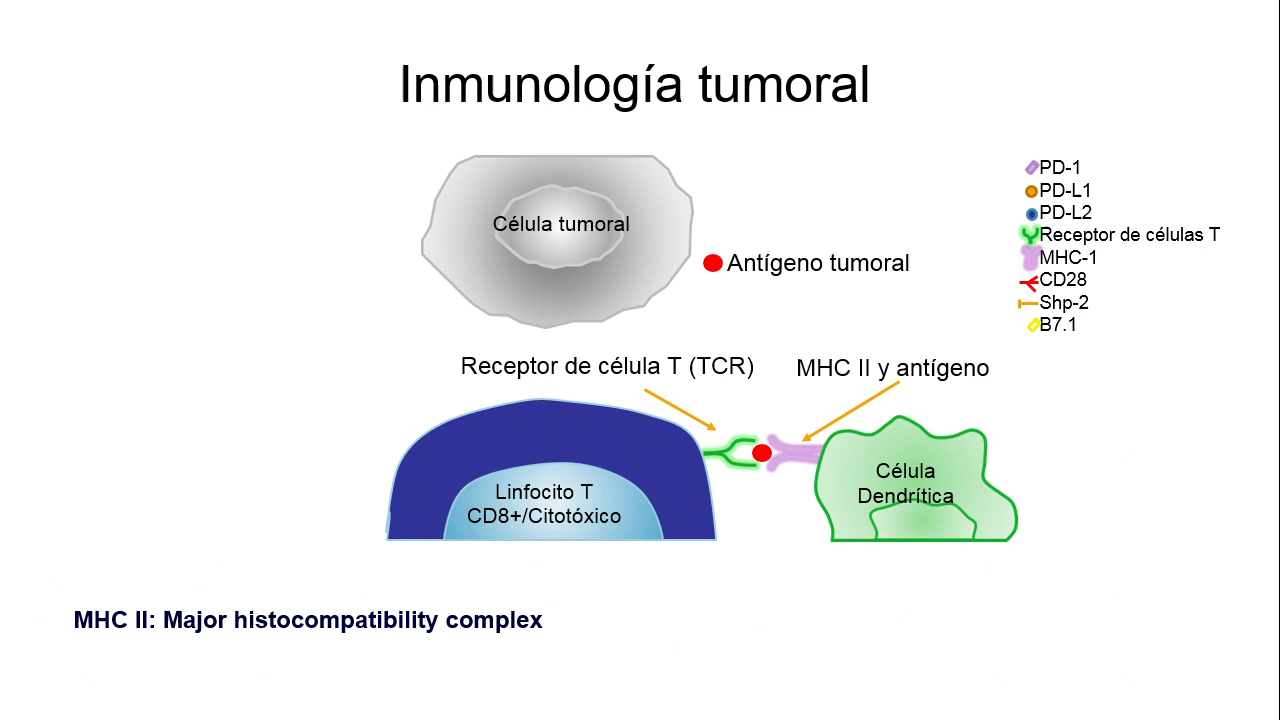 Inmunología tumoral
Célula tumoral
Antígeno tumoral
PD-1
PD-L1
PD-L2
Receptor de células T
MHC-1
CD28
Shp-2
B7.1
Receptor de célula T (TCR)
MHC II y antígeno
Linfocito T
CD8+/Citotóxico
Célula
Dendrítica
MHC II: Major histocompatibility complex